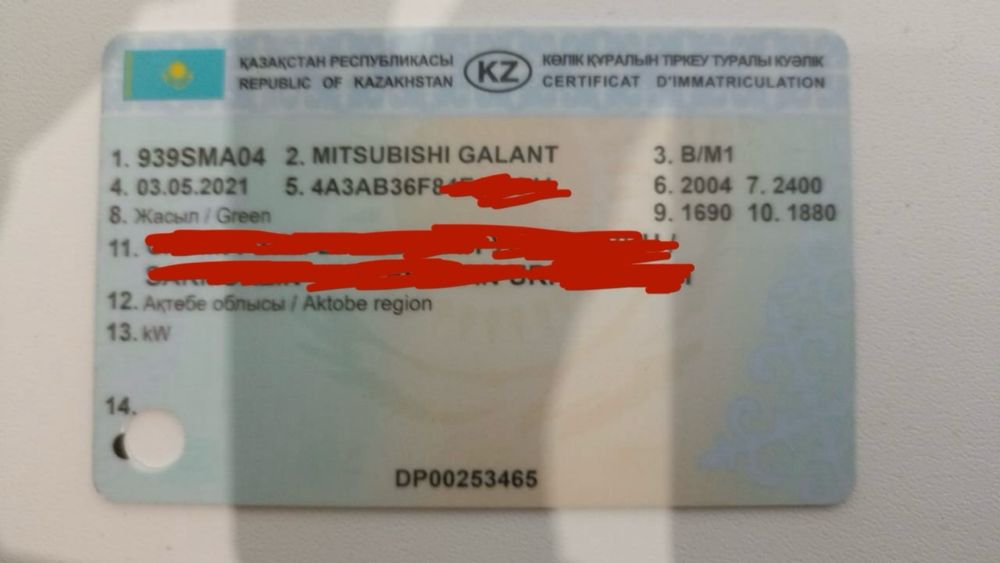 ҚАЗАҚСТАН РЕСПУБЛИКАСЫ KZ КӨЛІК ҚҰРАЛЫН ТІРКЕУ ТУРАЛЫ КУӘЛІК
REPUBLIC OF KAZAKHSTAN CERTIFICAT D'IMMATRICULATION
1. 939SMA04 2. MITSUBISHI GALANT 3. B/M1
4. 03.05.2021 5. 4A3AB36F8 6. 2004 7. 2400
8. Жасыл / Green 9. 1690 10. 1880
11.
12. Ақтөбе облысы / Aktobe region
13. kW
14.
DP00253465